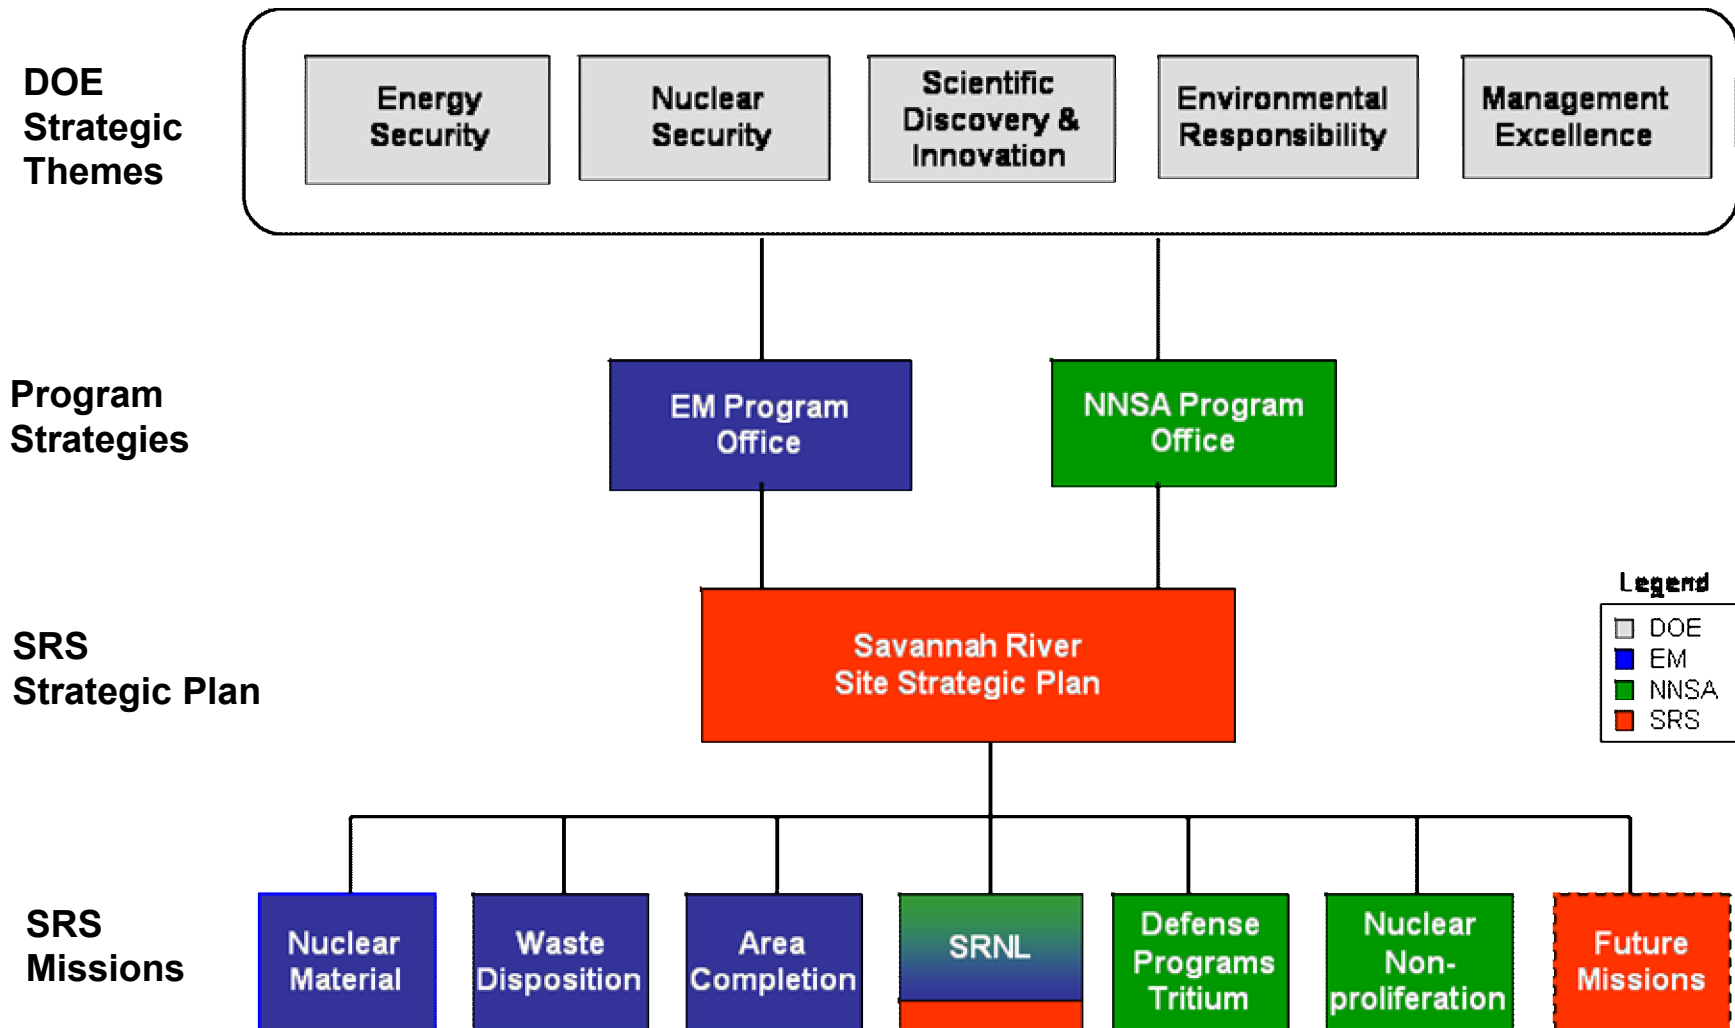 DOE
Strategic
Themes
Energy
Security
Nuclear
Security
Scientific
Discovery &
Innovation
Environmental
Responsibility
Management
Excellence
Program
Strategies
EM Program
Office
NNSA Program
Office
SRS
Strategic Plan
Savannah River
Site Strategic Plan
Legend
DOE
EM
NNSA
SRS
SRS
Missions
Nuclear
Material
Waste
Disposition
Area
Completion
SRNL
Defense
Programs
Tritium
Nuclear
Non-
proliferation
Future
Missions